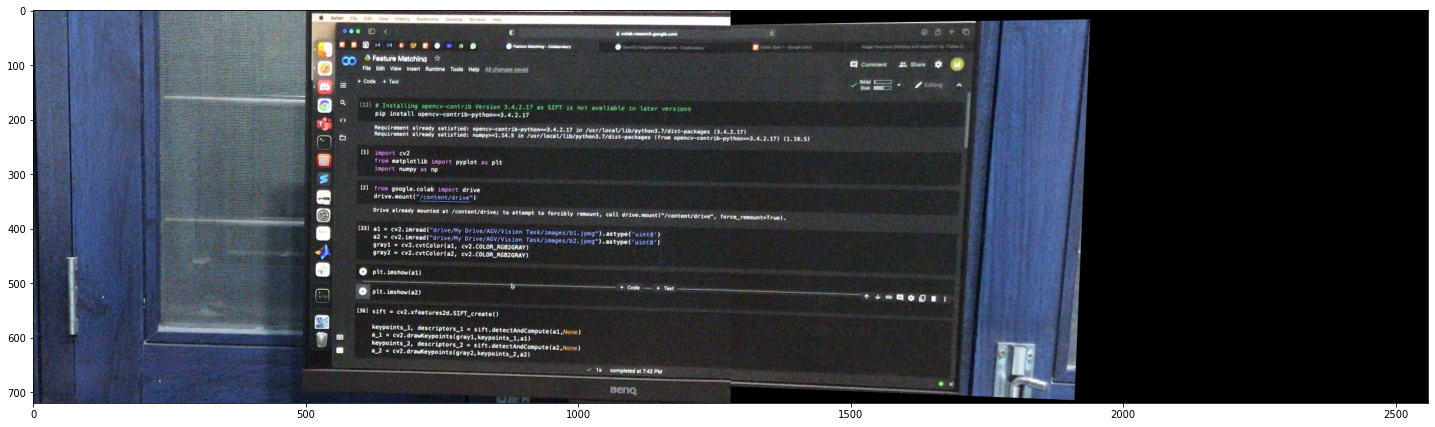 Safari File Edit View History Bookmarks Develop Window Help
colab.research.google.com
Feature Matching - Colaboratory
Feature Matching
File Edit View Insert Runtime Tools Help All changes saved
Comment Share M
+ Code + Text
RAM
Disk
Editing
[12] # Installing opencv-contrib Version 3.4.2.17 as SIFT is not avaliable in later versions
pip install opencv-contrib-python==3.4.2.17
Requirement already satisfied: opencv-contrib-python==3.4.2.17 in /usr/local/lib/python3.7/dist-packages (3.4.2.17)
Requirement already satisfied: numpy>=1.14.5 in /usr/local/lib/python3.7/dist-packages (from opencv-contrib-python==3.4.2.17) (1.19.5)
[1] import cv2
from matplotlib import pyplot as plt
import numpy as np
[2] from google.colab import drive
drive.mount("/content/drive")
Drive already mounted at /content/drive; to attempt to forcibly remount, call drive.mount("/content/drive", force_remount=True).
[33] a1 = cv2.imread("drive/My Drive/AGV/Vision Task/images/b1.jpeg").astype('uint8')
a2 = cv2.imread("drive/My Drive/AGV/Vision Task/images/b2.jpeg").astype('uint8')
gray1 = cv2.cvtColor(a1, cv2.COLOR_RGB2GRAY)
gray2 = cv2.cvtColor(a2, cv2.COLOR_RGB2GRAY)
plt.imshow(a1)
+ Code + Text
plt.imshow(a2)
[36] sift = cv2.xfeatures2d.SIFT_create()
keypoints_1, descriptors_1 = sift.detectAndCompute(a1,None)
a_1 = cv2.drawKeypoints(gray1,keypoints_1,a1)
keypoints_2, descriptors_2 = sift.detectAndCompute(a2,None)
a_2 = cv2.drawKeypoints(gray2,keypoints_2,a2)
1s completed at 7:42 PM
BenQ
0
100
200
300
400
500
600
700
0 500 1000 1500 2000 2500